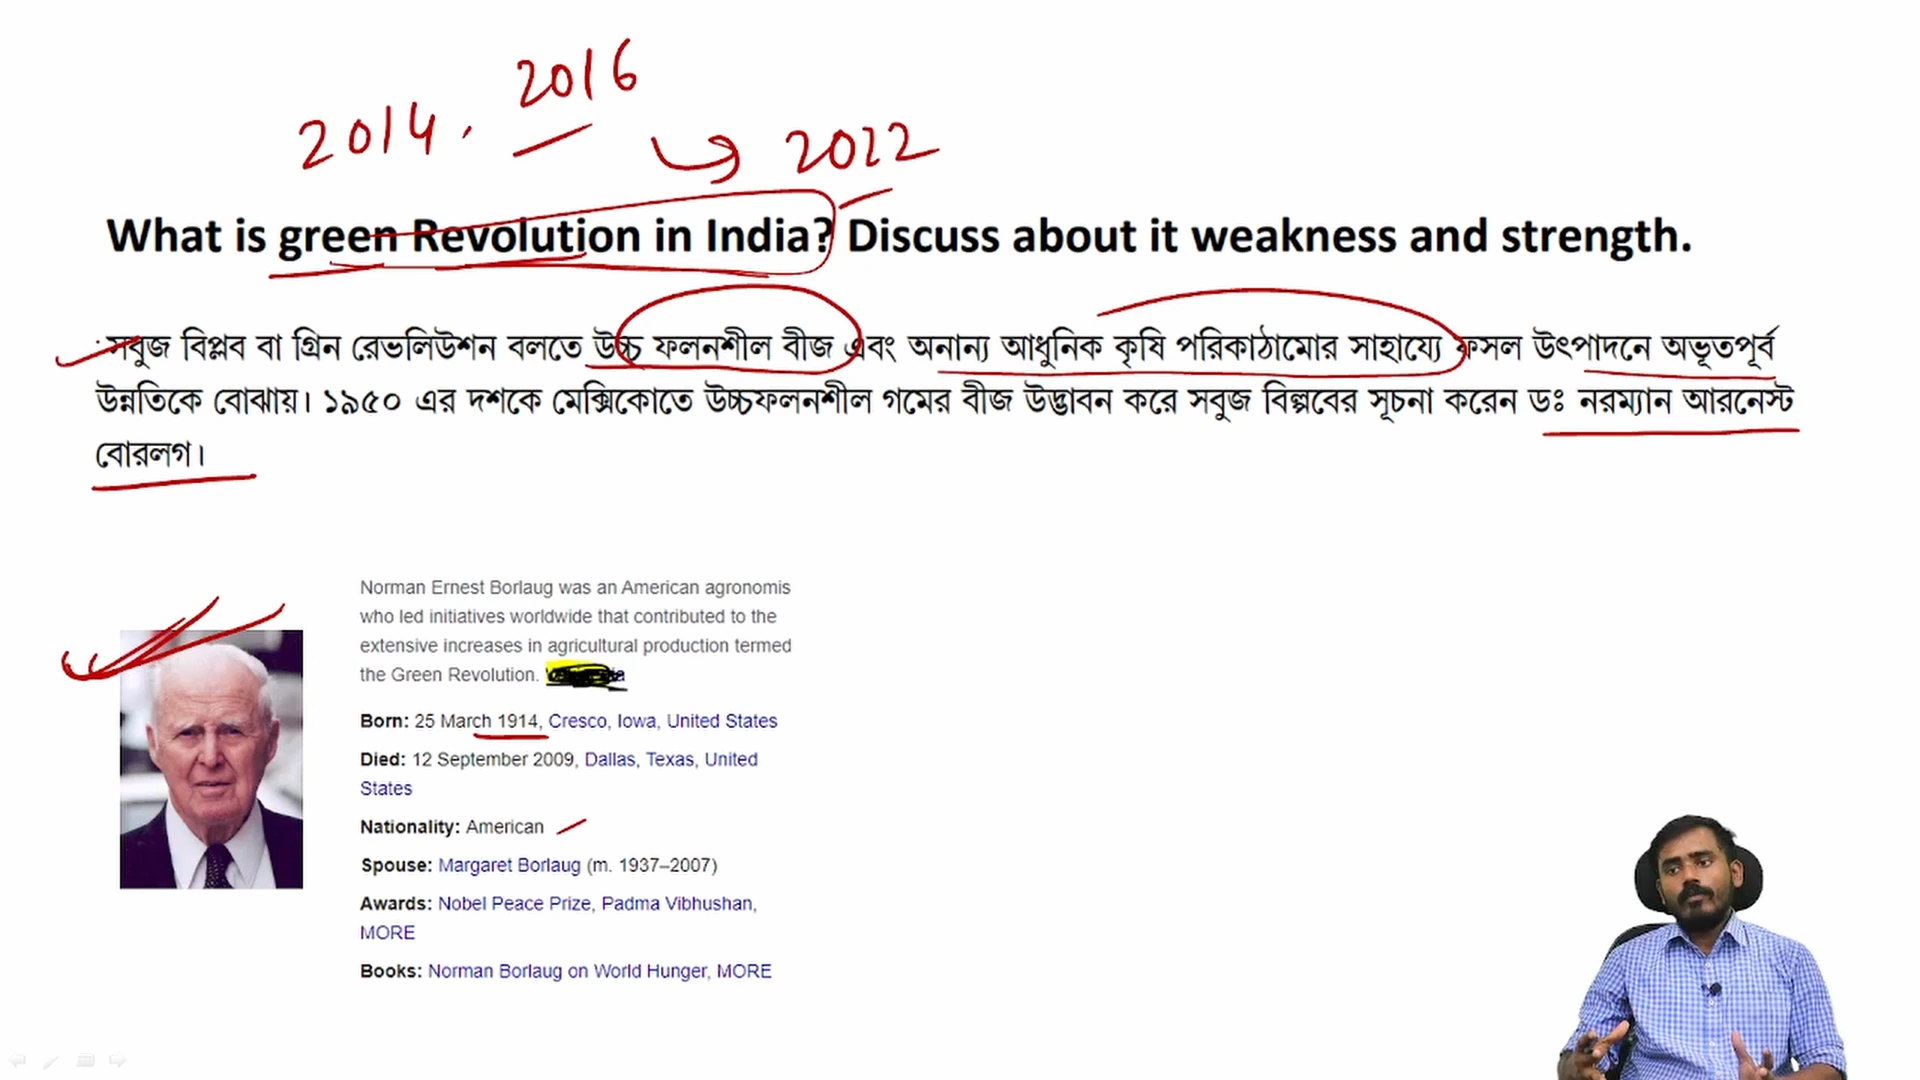 2014. 2016
2022
What is green Revolution in India? Discuss about it weakness and strength.
সবুজ বিপ্লব বা গ্রিন রেভলিউশন বলতে উচ্চ ফলনশীল বীজ এবং অনান্য আধুনিক কৃষি পরিকাঠামোর সাহায্যে ফসল উৎপাদনে অভূতপূর্ব
উন্নতিকে বোঝায়। ১৯৫০ এর দশকে মেক্সিকোতে উচ্চফলনশীল গমের বীজ উদ্ভাবন করে সবুজ বিল্পবের সূচনা করেন ডঃ নরম্যান আরনেস্ট
বোরলগ।
Norman Ernest Borlaug was an American agronomis
who led initiatives worldwide that contributed to the
extensive increases in agricultural production termed
the Green Revolution.
Born: 25 March 1914, Cresco, Iowa, United States
Died: 12 September 2009, Dallas, Texas, United
States
Nationality: American
Spouse: Margaret Borlaug (m. 1937–2007)
Awards: Nobel Peace Prize, Padma Vibhushan,
MORE
Books: Norman Borlaug on World Hunger, MORE